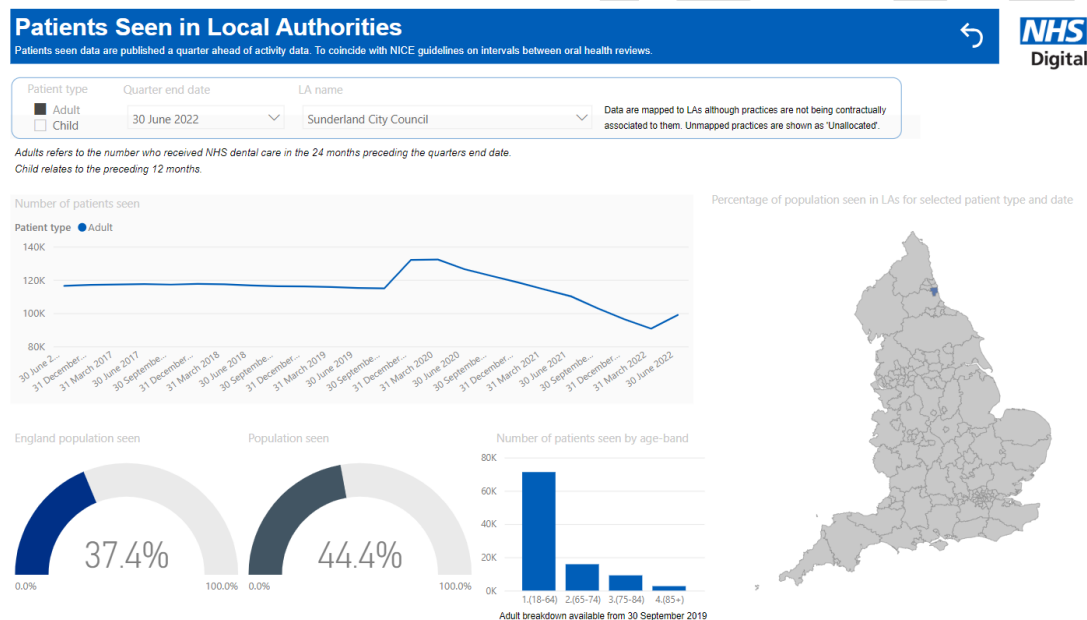 Patients Seen in Local Authorities
Patients seen data are published a quarter ahead of activity data. To coincide with NICE guidelines on intervals between oral health reviews.
NHS
Digital
Patient type
Adult
Child
Quarter end date
30 June 2022
LA name
Sunderland City Council
Data are mapped to LAs although practices are not being contractually
associated to them. Unmapped practices are shown as 'Unallocated'.
Adults refers to the number who received NHS dental care in the 24 months preceding the quarters end date.
Child relates to the preceding 12 months.
Number of patients seen
Patient type Adult
140K
120K
100K
80K
30 June 2...
31 December...
31 March 2017
30 June 2017
30 Septembe...
31 December...
31 March 2018
30 June 2018
30 Septembe...
31 December...
31 March 2019
30 June 2019
30 Septembe...
31 December...
31 March 2020
30 June 2020
30 Septembe...
31 December...
31 March 2021
30 June 2021
30 Septembe...
31 December...
31 March 2022
30 June 2022
Percentage of population seen in LAs for selected patient type and date
England population seen
37.4%
0.0% 100.0%
Population seen
44.4%
0.0% 100.0%
Number of patients seen by age-band
80K
60K
40K
20K
0K
1.(18-64) 2.(65-74) 3.(75-84) 4.(85+)
Adult breakdown available from 30 September 2019